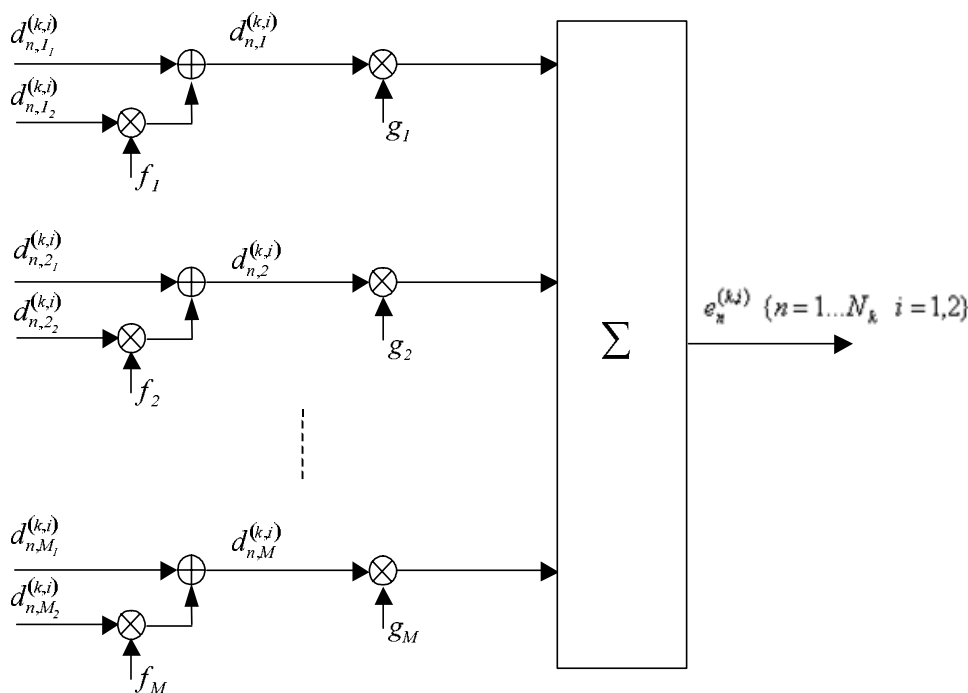 d_{n,1_1}^{(k,i)}
d_{n,1}^{(k,i)}
d_{n,1_2}^{(k,i)}
g_1
f_1
d_{n,2_1}^{(k,i)}
d_{n,2}^{(k,i)}
d_{n,2_2}^{(k,i)}
g_2
f_2
e_n^{(k,i)} {n = 1...N_k i = 1,2}
Σ
d_{n,M_1}^{(k,i)}
d_{n,M}^{(k,i)}
d_{n,M_2}^{(k,i)}
g_M
f_M